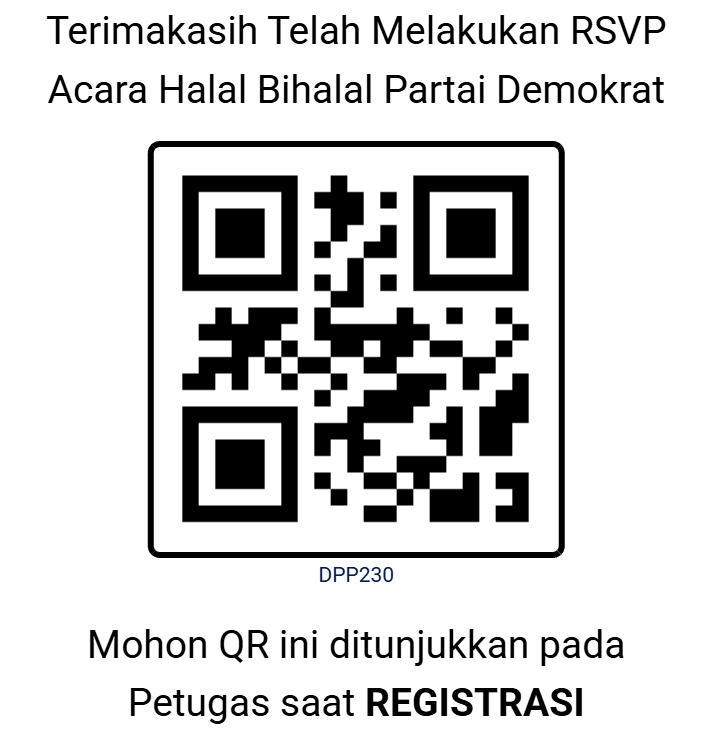 Terimakasih Telah Melakukan RSVP
Acara Halal Bihalal Partai Demokrat
DPP230
Mohon QR ini ditunjukkan pada
Petugas saat REGISTRASI